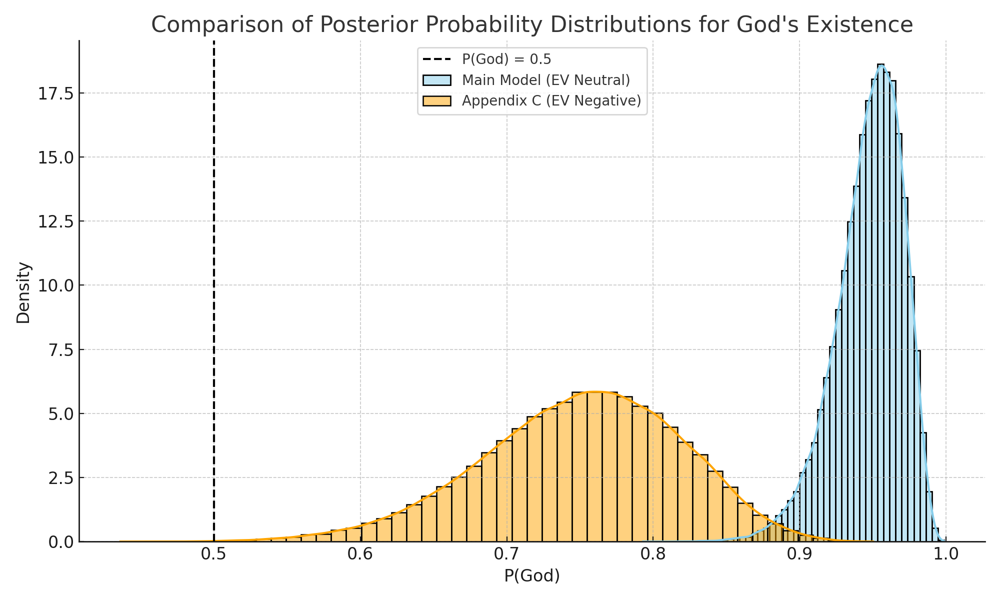 Comparison of Posterior Probability Distributions for God's Existence
P(God) = 0.5
Main Model (EV Neutral)
Appendix C (EV Negative)
17.5
15.0
12.5
10.0
7.5
5.0
2.5
0.0
Density
0.5 0.6 0.7 0.8 0.9 1.0
P(God)